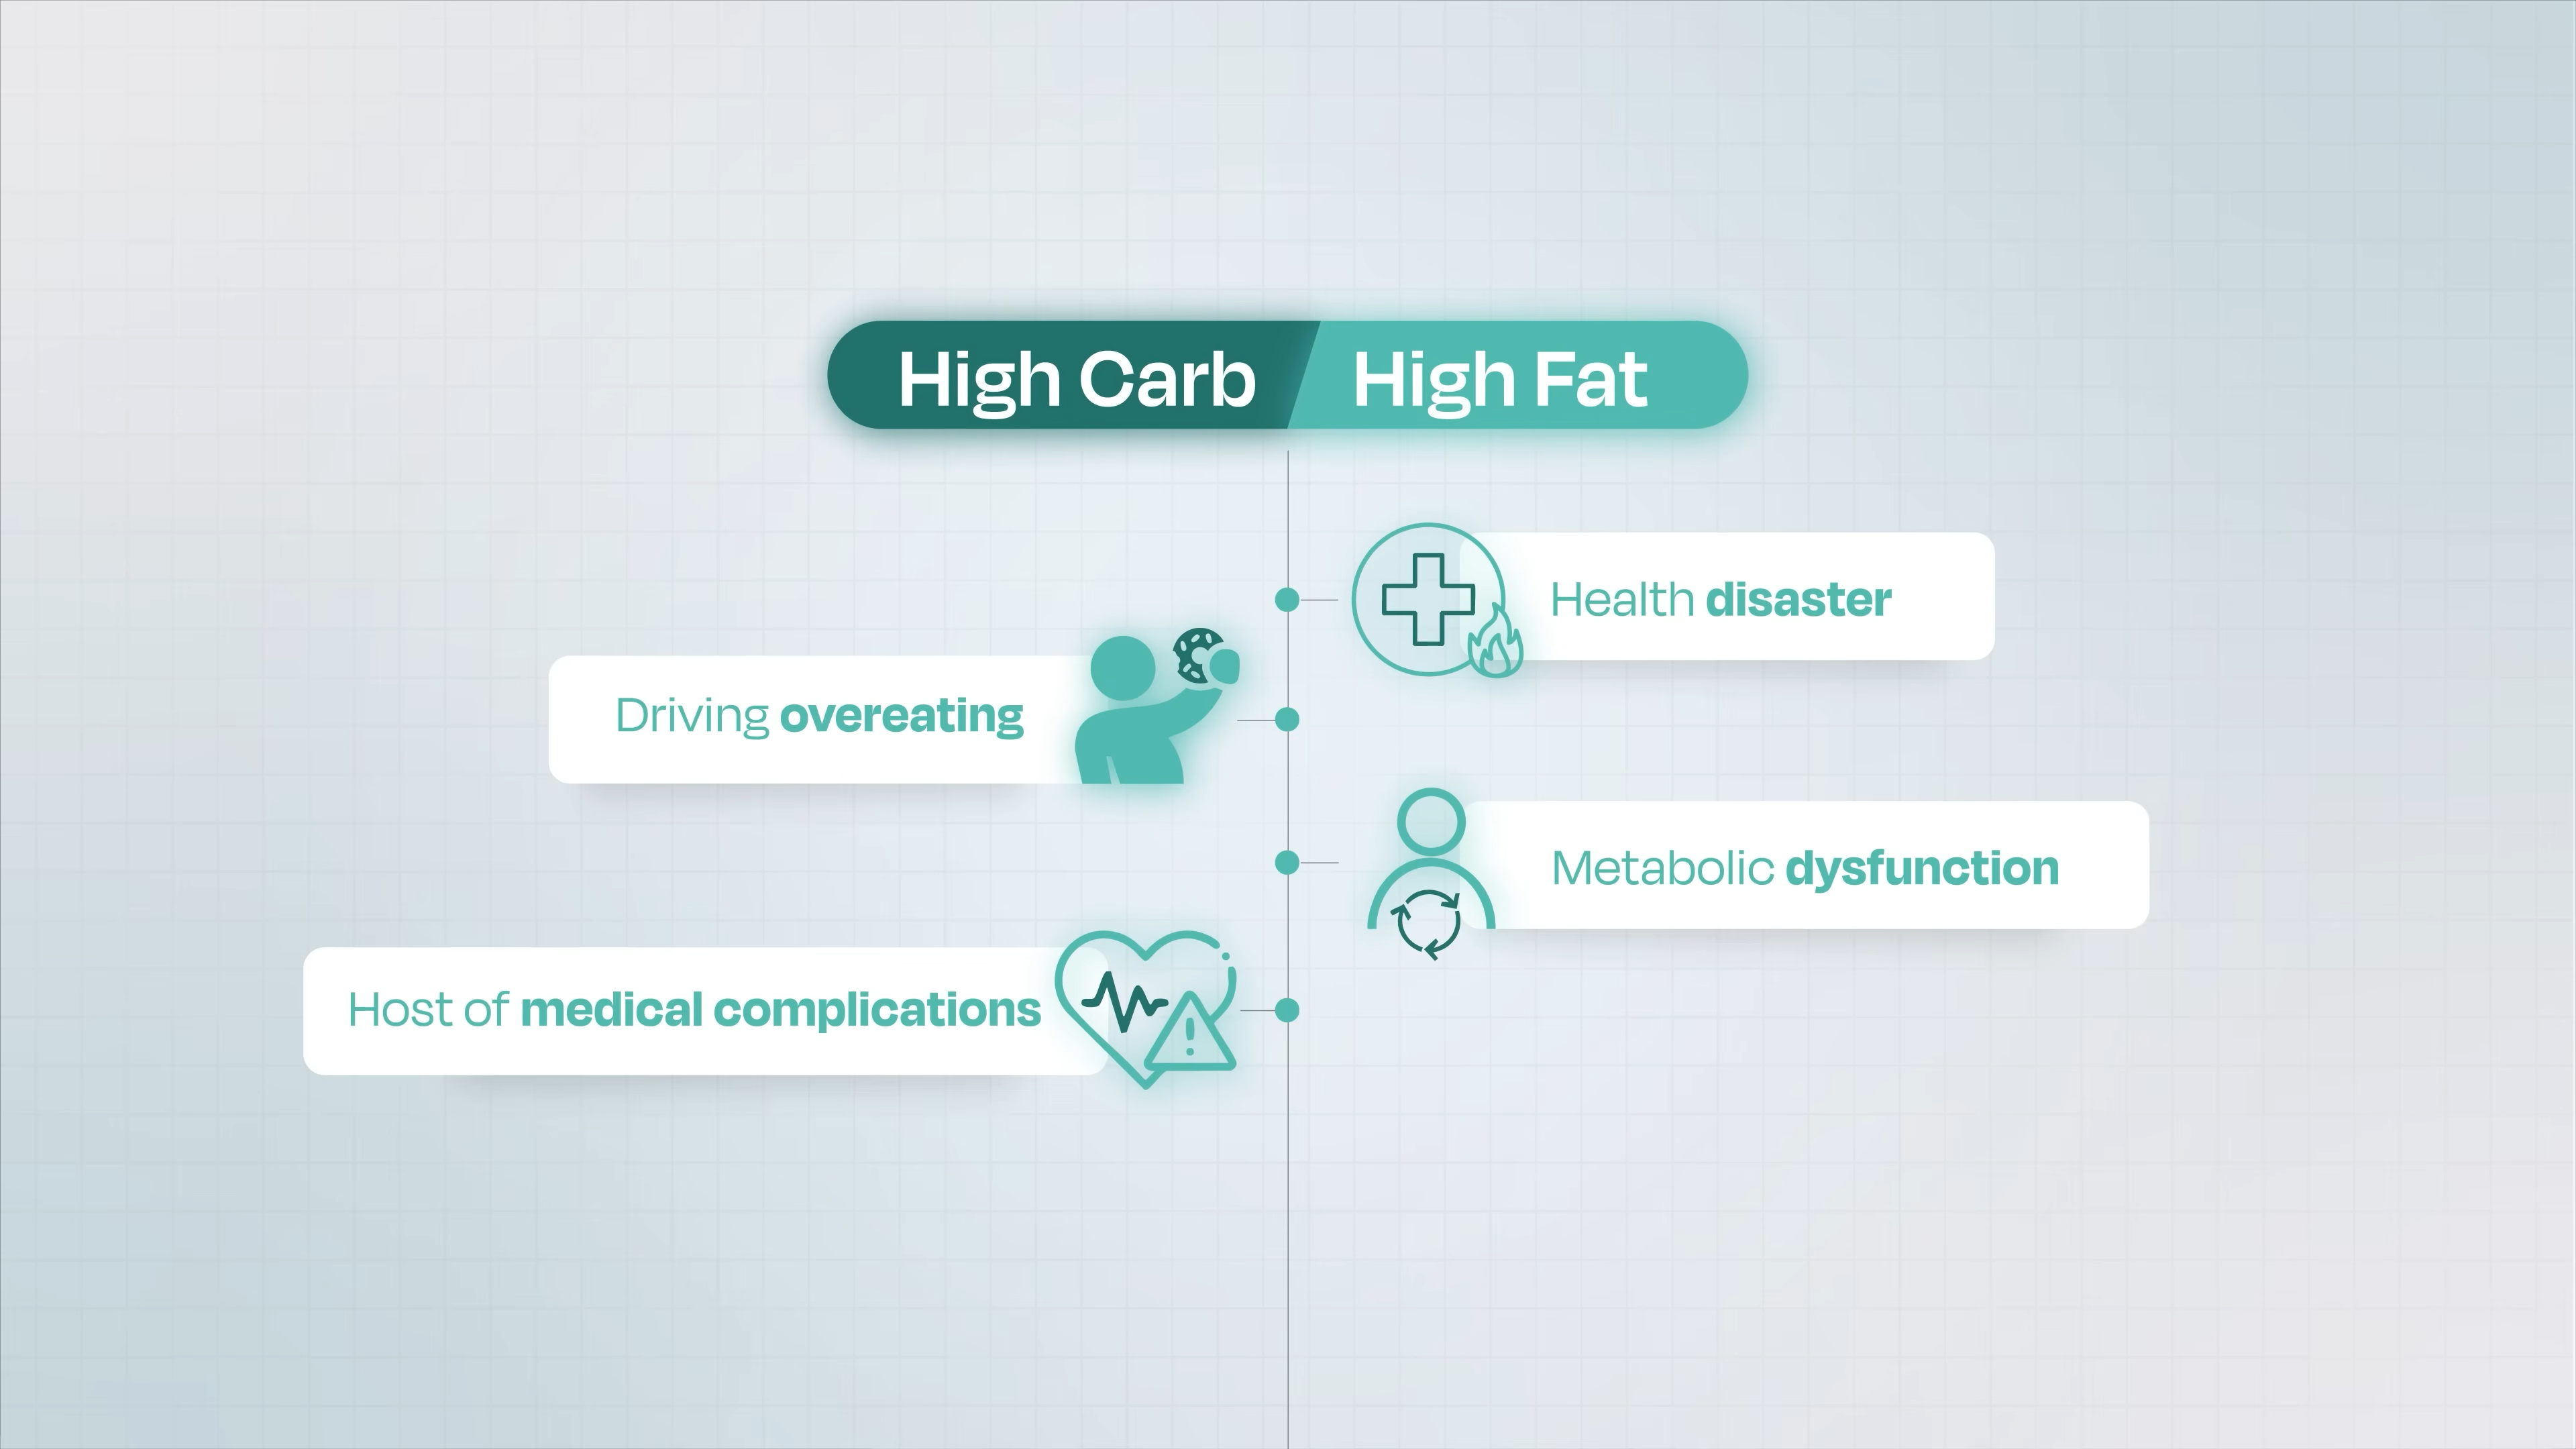 High Carb High Fat
Health disaster
Driving overeating
Metabolic dysfunction
Host of medical complications